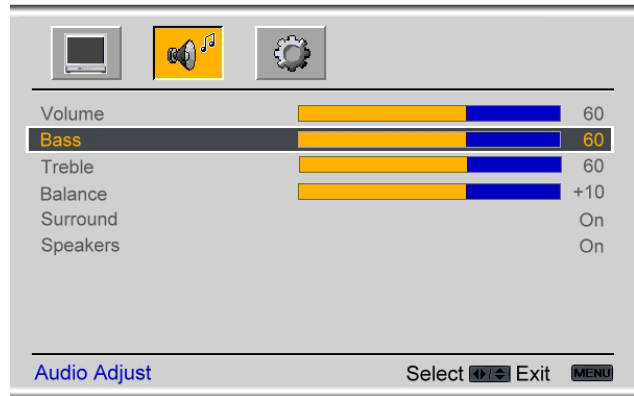 Volume 60
Bass 60
Treble 60
Balance +10
Surround On
Speakers On
Audio Adjust Select / Exit MENU